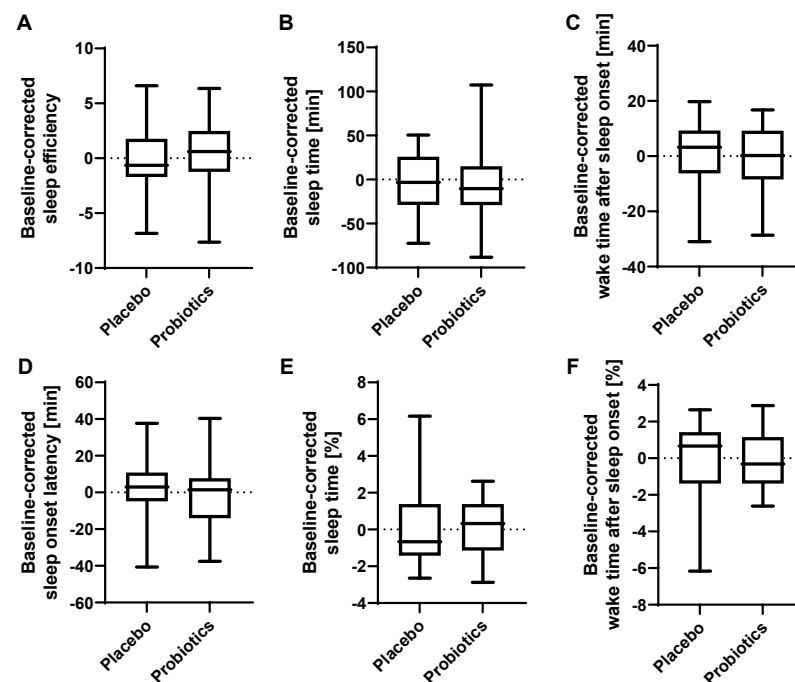 A
Baseline-corrected
sleep efficiency
10
5
0
-5
-10
Placebo
Probiotics
B
Baseline-corrected
sleep time [min]
150
100
50
0
-50
-100
Placebo
Probiotics
C
Baseline-corrected
wake time after sleep onset [min]
40
20
0
-20
-40
Placebo
Probiotics
D
Baseline-corrected
sleep onset latency [min]
60
40
20
0
-20
-40
-60
Placebo
Probiotics
E
Baseline-corrected
sleep time [%]
8
6
4
2
0
-2
-4
Placebo
Probiotics
F
Baseline-corrected
wake time after sleep onset [%]
4
2
0
-2
-4
-6
-8
Placebo
Probiotics